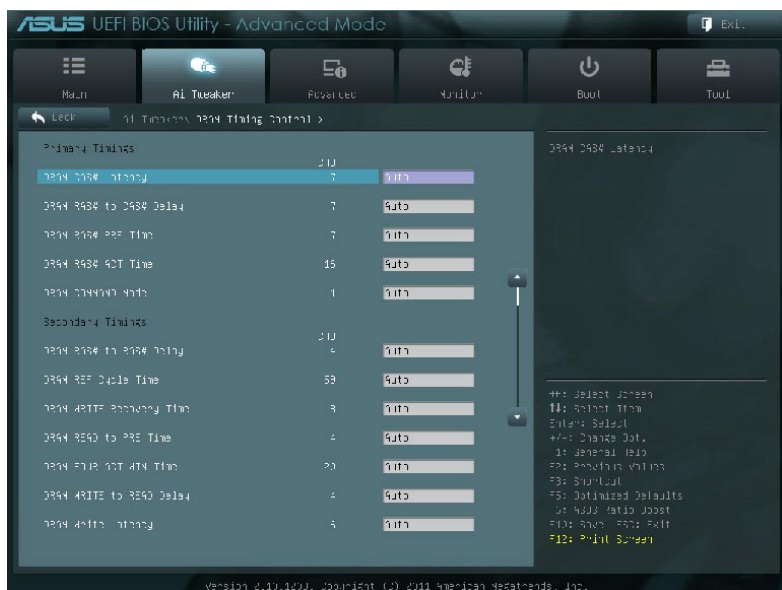 ASUS UEFI BIOS Utility - Advanced Mode
Exit
Main
Ai Tweaker
Advanced
Monitor
Boot
Tool
Back
Ai Tweaker\ DRAM Timing Control >
Primary Timings
CHD
DRAM CAS# Latency 7 Auto
DRAM RAS# to CAS# Delay 7 Auto
DRAM RAS# PRE Time 7 Auto
DRAM RAS# ACT Time 16 Auto
DRAM COMMAND Mode 1 Auto
Secondary Timings
DRAM RAS# to RAS# Delay 4 Auto
DRAM REF Cycle Time 59 Auto
DRAM WRITE Recovery Time 8 Auto
DRAM READ to PRE Time 4 Auto
DRAM FOUR ACT WIN Time 20 Auto
DRAM WRITE to READ Delay 4 Auto
DRAM Write Latency Auto
DRAM CAS# Latency
: Select Screen
: Select Item
Enter: Select
+/-: Change Opt.
F1: General Help
F2: Previous Values
F3: Shortcut
F5: Optimized Defaults
ASUS Ratio Boost
F10: Save ESC: Exit
F12: Print Screen
Version 2.10.1208. Copyright (C) 2011 American Megatrends, Inc.